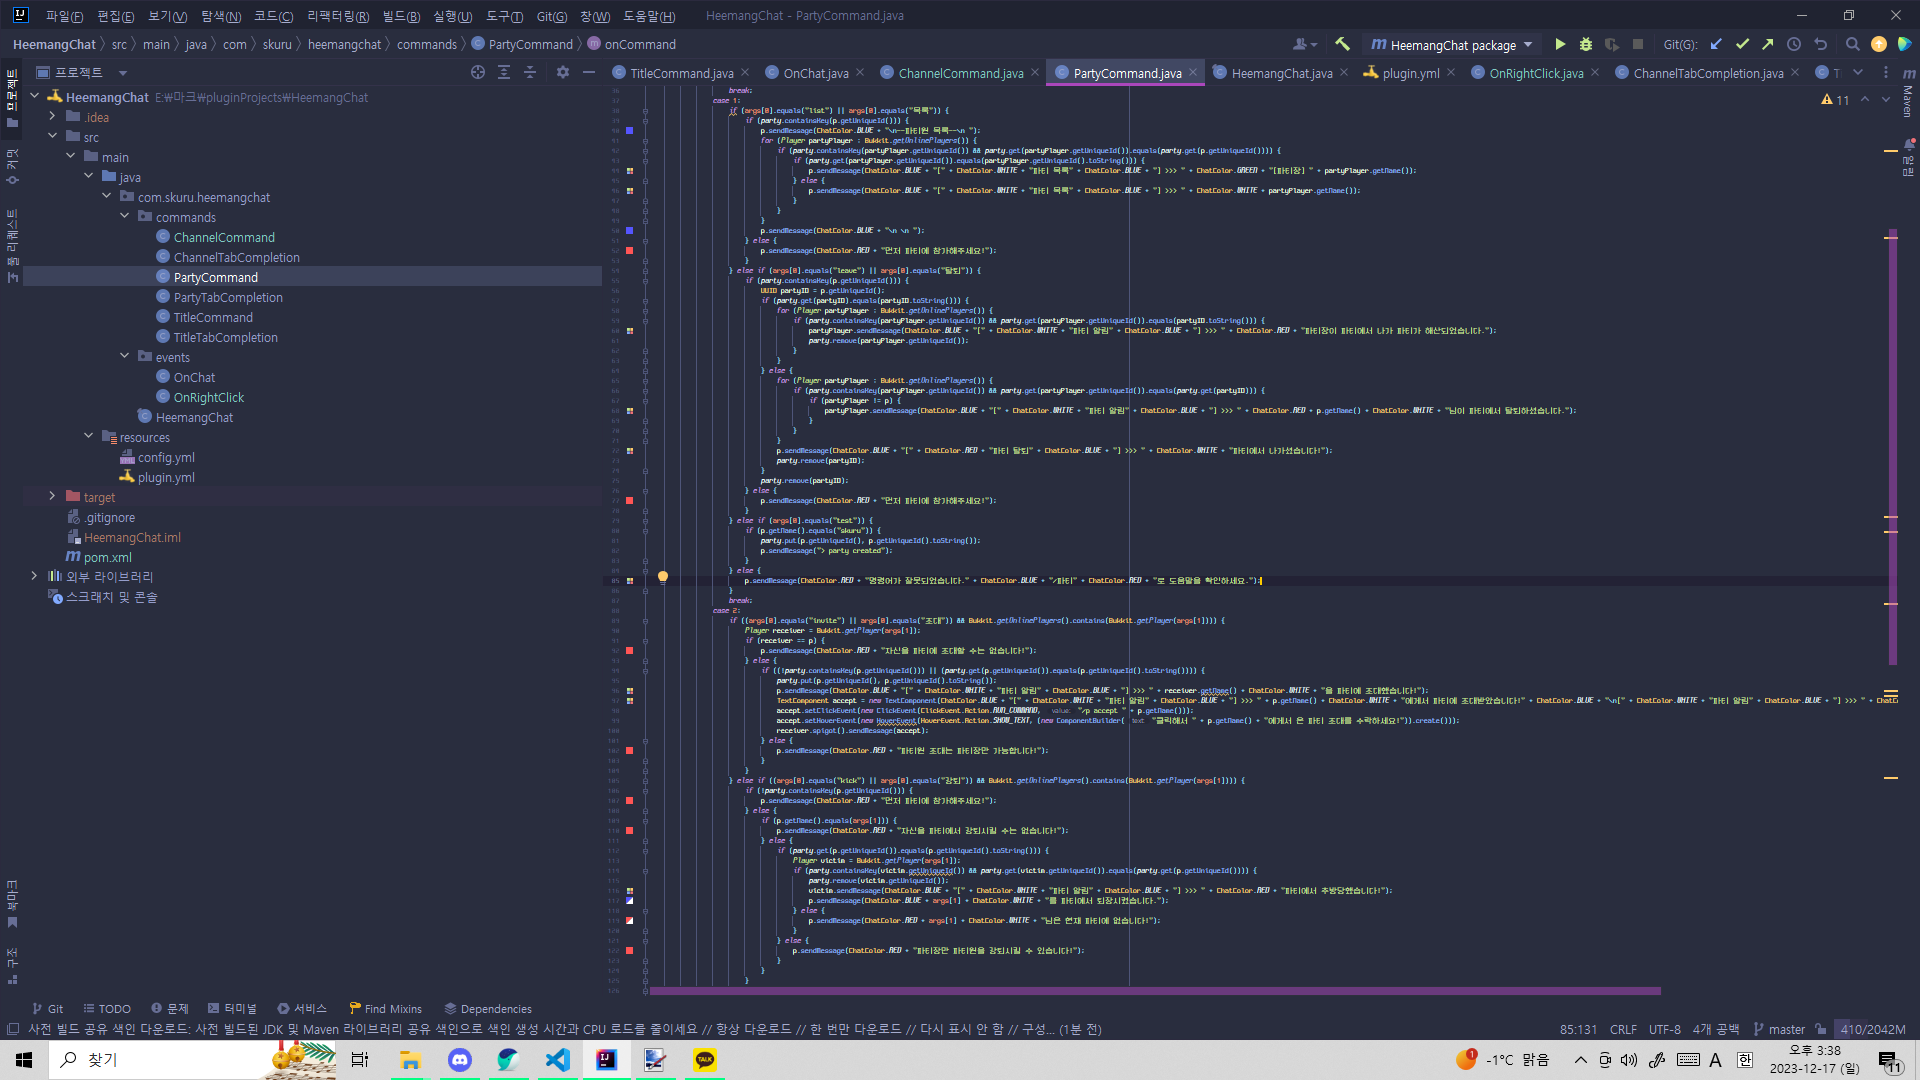 파일(F) 편집(E) 보기(V) 탐색(N) 코드(C) 리팩터링(R) 빌드(B) 실행(U) 도구(T) Git(G) 창(W) 도움말(H) HeemangChat - PartyCommand.java
HeemangChat src main java com skuru heemangchat commands PartyCommand onCommand HeemangChat package Git(G):
프로젝트 TitleCommand.java OnChat.java ChannelCommand.java PartyCommand.java HeemangChat.java plugin.yml OnRightClick.java ChannelTabCompletion.java
HeemangChat E:₩마크₩pluginProjects₩HeemangChat
.idea
src
main
java
com.skuru.heemangchat
commands
ChannelCommand
ChannelTabCompletion
PartyCommand
PartyTabCompletion
TitleCommand
TitleTabCompletion
events
OnChat
OnRightClick
HeemangChat
resources
config.yml
plugin.yml
target
.gitignore
HeemangChat.iml
pom.xml
외부 라이브러리
스크래치 및 콘솔
프로젝트
커밋
풀 리퀘스트
북마크
구조
Maven
알림
11
break;
case 1:
if (args[0].equals("list") || args[0].equals("목록")) {
if (party.containsKey(p.getUniqueId())) {
p.sendMessage(ChatColor.BLUE + "\n--파티원 목록--\n ");
for (Player partyPlayer : Bukkit.getOnlinePlayers()) {
if (party.containsKey(partyPlayer.getUniqueId()) && party.get(partyPlayer.getUniqueId()).equals(party.get(p.getUniqueId()))) {
if (party.get(partyPlayer.getUniqueId()).equals(partyPlayer.getUniqueId().toString())) {
p.sendMessage(ChatColor.BLUE + "[" + ChatColor.WHITE + "파티 목록" + ChatColor.BLUE + "] >>> " + ChatColor.GREEN + "[파티장] " + partyPlayer.getName());
} else {
p.sendMessage(ChatColor.BLUE + "[" + ChatColor.WHITE + "파티 목록" + ChatColor.BLUE + "] >>> " + ChatColor.WHITE + partyPlayer.getName());
}
}
}
p.sendMessage(ChatColor.BLUE + "\n \n ");
} else {
p.sendMessage(ChatColor.RED + "먼저 파티에 참가해주세요!");
}
} else if (args[0].equals("leave") || args[0].equals("탈퇴")) {
if (party.containsKey(p.getUniqueId())) {
UUID partyID = p.getUniqueId();
if (party.get(partyID).equals(partyID.toString())) {
for (Player partyPlayer : Bukkit.getOnlinePlayers()) {
if (party.containsKey(partyPlayer.getUniqueId()) && party.get(partyPlayer.getUniqueId()).equals(partyID.toString())) {
partyPlayer.sendMessage(ChatColor.BLUE + "[" + ChatColor.WHITE + "파티 알림" + ChatColor.BLUE + "] >>> " + ChatColor.RED + "파티장이 파티에서 나가 파티가 해산되었습니다.");
party.remove(partyPlayer.getUniqueId());
}
}
} else {
for (Player partyPlayer : Bukkit.getOnlinePlayers()) {
if (party.containsKey(partyPlayer.getUniqueId()) && party.get(partyPlayer.getUniqueId()).equals(party.get(partyID))) {
if (partyPlayer != p) {
partyPlayer.sendMessage(ChatColor.BLUE + "[" + ChatColor.WHITE + "파티 알림" + ChatColor.BLUE + "] >>> " + ChatColor.RED + p.getName() + ChatColor.WHITE + "님이 파티에서 탈퇴하셨습니다.");
}
}
}
p.sendMessage(ChatColor.BLUE + "[" + ChatColor.RED + "파티 탈퇴" + ChatColor.BLUE + "] >>> " + ChatColor.WHITE + "파티에서 나가셨습니다!");
party.remove(partyID);
}
party.remove(partyID);
} else {
p.sendMessage(ChatColor.RED + "먼저 파티에 참가해주세요!");
}
} else if (args[0].equals("test")) {
if (p.getName().equals("skuru")) {
party.put(p.getUniqueId(), p.getUniqueId().toString());
p.sendMessage("> party created");
}
} else {
p.sendMessage(ChatColor.RED + "명령어가 잘못되었습니다." + ChatColor.BLUE + "/파티" + ChatColor.RED + "로 도움말을 확인하세요.");
}
break;
case 2:
if ((args[0].equals("invite") || args[0].equals("초대")) && Bukkit.getOnlinePlayers().contains(Bukkit.getPlayer(args[1]))) {
Player receiver = Bukkit.getPlayer(args[1]);
if (receiver == p) {
p.sendMessage(ChatColor.RED + "자신을 파티에 초대할 수는 없습니다!");
} else {
if ((!party.containsKey(p.getUniqueId())) || (party.get(p.getUniqueId()).equals(p.getUniqueId().toString()))) {
party.put(p.getUniqueId(), p.getUniqueId().toString());
p.sendMessage(ChatColor.BLUE + "[" + ChatColor.WHITE + "파티 알림" + ChatColor.BLUE + "] >>> " + receiver.getName() + ChatColor.WHITE + "을 파티에 초대했습니다!");
TextComponent accept = new TextComponent(ChatColor.BLUE + "[" + ChatColor.WHITE + "파티 알림" + ChatColor.BLUE + "] >>> " + ChatColor.WHITE + p.getName() + ChatColor.WHITE + "에게서 파티에 초대받았습니다!" + ChatColor.BLUE + "\n[" + ChatColor.WHITE + "파티 알림" + ChatColor.BLUE + "] >>> " + ChatC
accept.setClickEvent(new ClickEvent(ClickEvent.Action.RUN_COMMAND, value: "/p accept " + p.getName()));
accept.setHoverEvent(new HoverEvent(HoverEvent.Action.SHOW_TEXT, (new ComponentBuilder( text: "클릭해서 " + p.getName() + "에게서 온 파티 초대를 수락하세요!")).create()));
receiver.spigot().sendMessage(accept);
} else {
p.sendMessage(ChatColor.RED + "파티원 초대는 파티장만 가능합니다!");
}
}
} else if ((args[0].equals("kick") || args[0].equals("강퇴")) && Bukkit.getOnlinePlayers().contains(Bukkit.getPlayer(args[1]))) {
if (!party.containsKey(p.getUniqueId())) {
p.sendMessage(ChatColor.RED + "먼저 파티에 참가해주세요!");
} else {
if (p.getName().equals(args[1])) {
p.sendMessage(ChatColor.RED + "자신을 파티에서 강퇴시킬 수는 없습니다!");
} else {
if (party.get(p.getUniqueId()).equals(p.getUniqueId().toString())) {
Player victim = Bukkit.getPlayer(args[1]);
if (party.containsKey(victim.getUniqueId()) && party.get(victim.getUniqueId()).equals(party.get(p.getUniqueId()))) {
party.remove(victim.getUniqueId());
victim.sendMessage(ChatColor.BLUE + "[" + ChatColor.WHITE + "파티 알림" + ChatColor.BLUE + "] >>> " + ChatColor.RED + "파티에서 추방당했습니다!");
p.sendMessage(ChatColor.BLUE + args[1] + ChatColor.WHITE + "를 파티에서 퇴장시켰습니다.");
} else {
p.sendMessage(ChatColor.RED + args[1] + ChatColor.WHITE + "님은 현재 파티에 없습니다!");
}
} else {
p.sendMessage(ChatColor.RED + "파티장만 파티원을 강퇴시킬 수 있습니다!");
}
}
}
Git TODO 문제 터미널 서비스 Find Mixins Dependencies
사전 빌드 공유 색인 다운로드: 사전 빌드된 JDK 및 Maven 라이브러리 공유 색인으로 색인 생성 시간과 CPU 로드를 줄이세요 // 항상 다운로드 // 한 번만 다운로드 // 다시 표시 안 함 // 구성... (1분 전) 85:131 CRLF UTF-8 4개 공백 master 410/2042M
찾기 TALK 1 -1°C 맑음 A 한 오후 3:38
2023-12-17 (일) 11